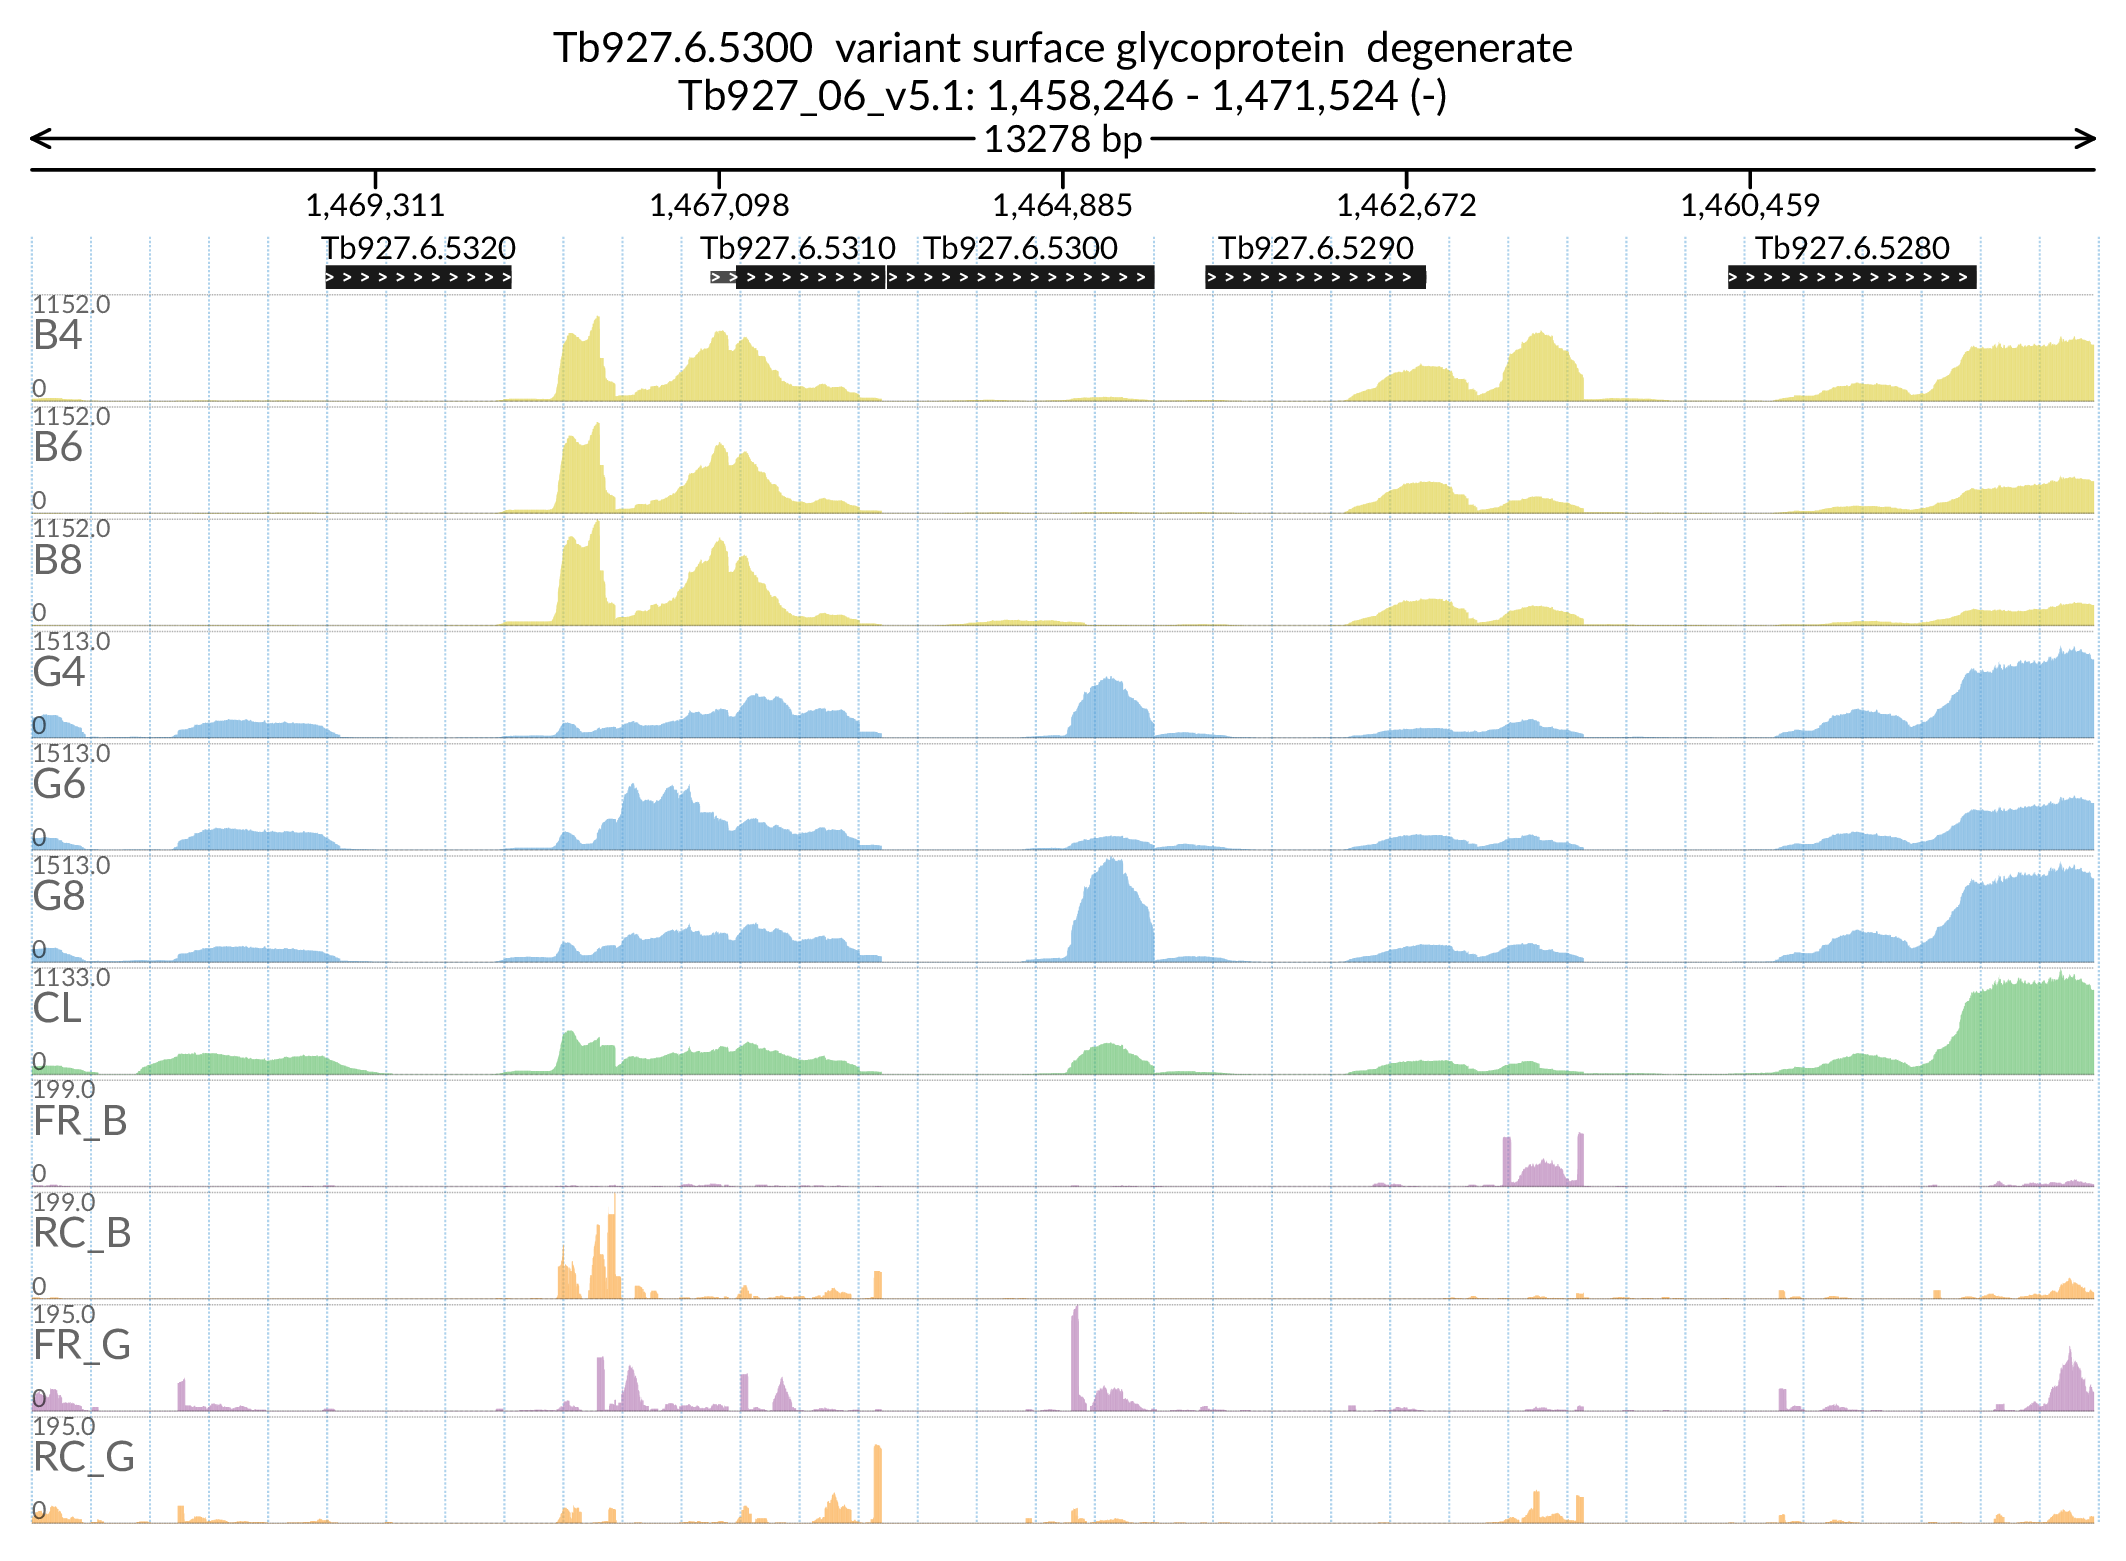 Tb927.6.5300  variant surface glycoprotein  degenerate
Tb927_06_v5.1: 1,458,246 - 1,471,524 (-)
13278 bp
1,469,311 1,467,098 1,464,885 1,462,672 1,460,459
Tb927.6.5320 Tb927.6.5310 Tb927.6.5300 Tb927.6.5290 Tb927.6.5280
1152.0
B4
0
1152.0
B6
0
1152.0
B8
0
1513.0
G4
0
1513.0
G6
0
1513.0
G8
0
1133.0
CL
0
199.0
FR_B
0
199.0
RC_B
0
195.0
FR_G
0
195.0
RC_G
0